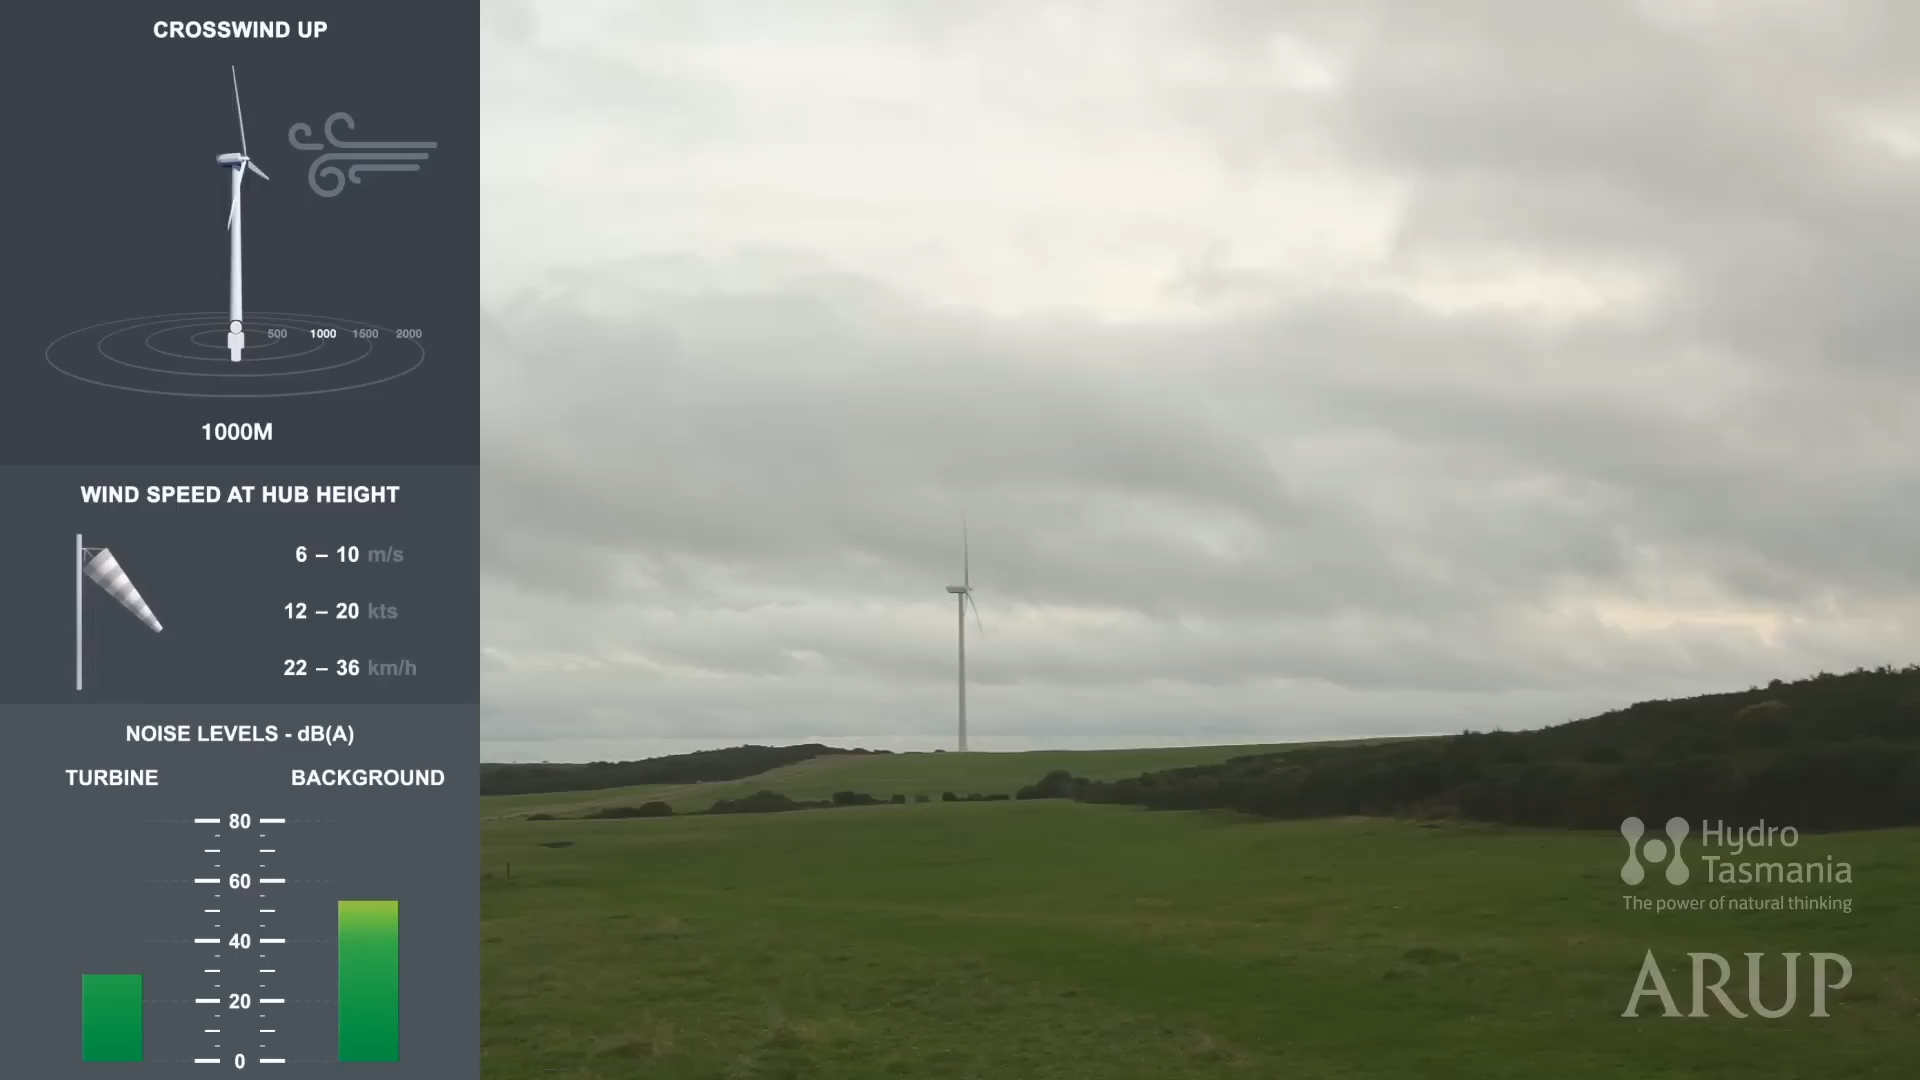 CROSSWIND UP
500 1000 1500 2000
1000M
WIND SPEED AT HUB HEIGHT
6 – 10 m/s
12 – 20 kts
22 – 36 km/h
NOISE LEVELS - dB(A)
TURBINE BACKGROUND
80
60
40
20
0
Hydro
Tasmania
The power of natural thinking
ARUP